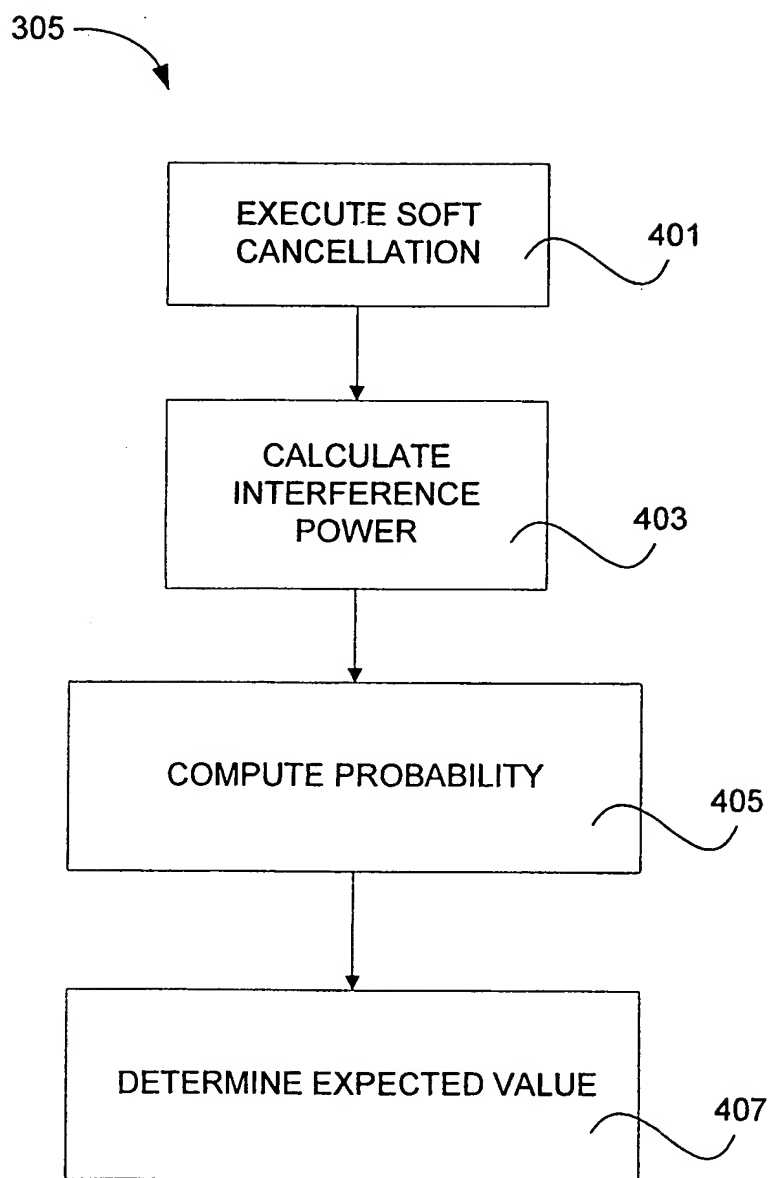 305
EXECUTE SOFT
CANCELLATION
401
CALCULATE
INTERFERENCE
POWER
403
COMPUTE PROBABILITY
405
DETERMINE EXPECTED VALUE
407